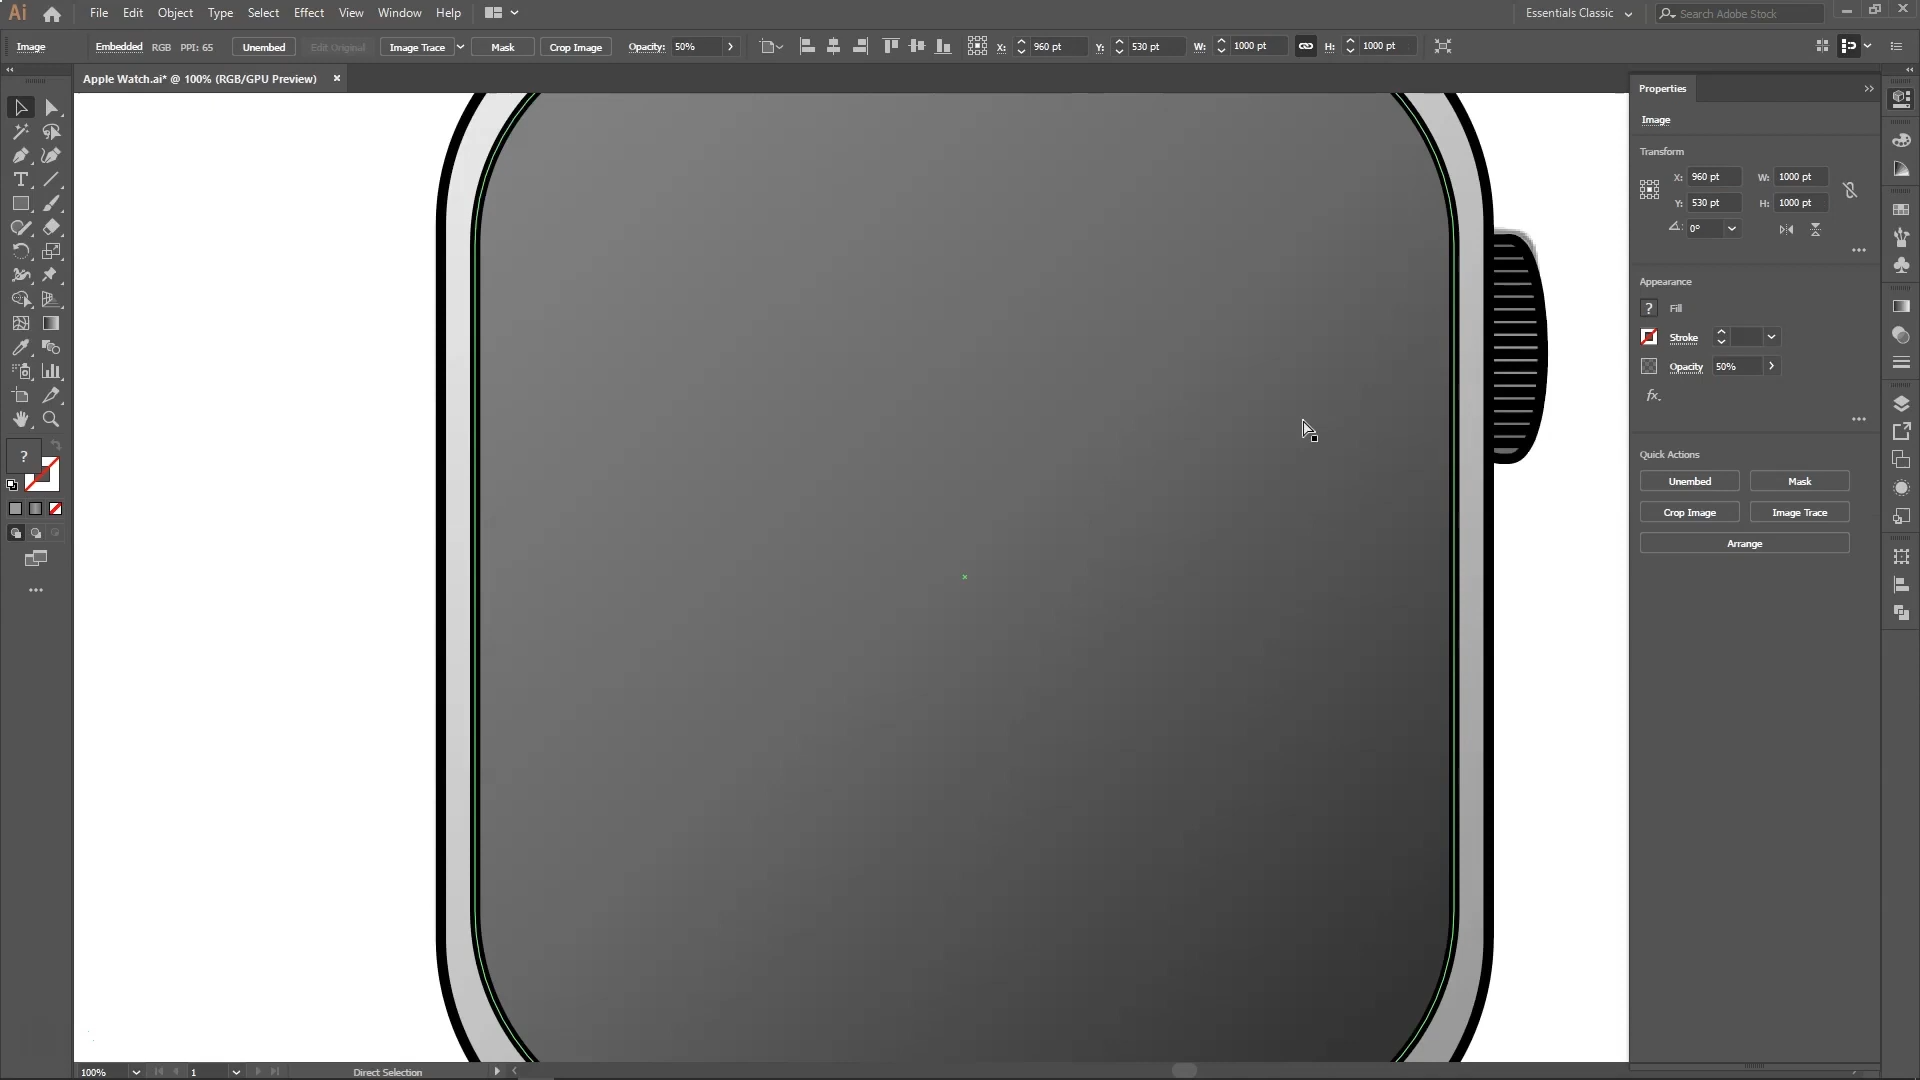 Ai File Edit Object Type Select Effect View Window Help Essentials Classic Search Adobe Stock
Image Embedded RGB PPI: 65 Unembed Edit Original Image Trace Mask Crop Image Opacity: 50% X: 960 pt Y: 530 pt W: 1000 pt H: 1000 pt
Apple Watch.ai* @ 100% (RGB/GPU Preview)
Properties
Image
Transform
X: 960 pt W: 1000 pt
Y: 530 pt H: 1000 pt
0°
Appearance
? Fill
Stroke
Opacity 50%
fx.
Quick Actions
?
Unembed Mask
Crop Image Image Trace
Arrange
100% 1 Direct Selection